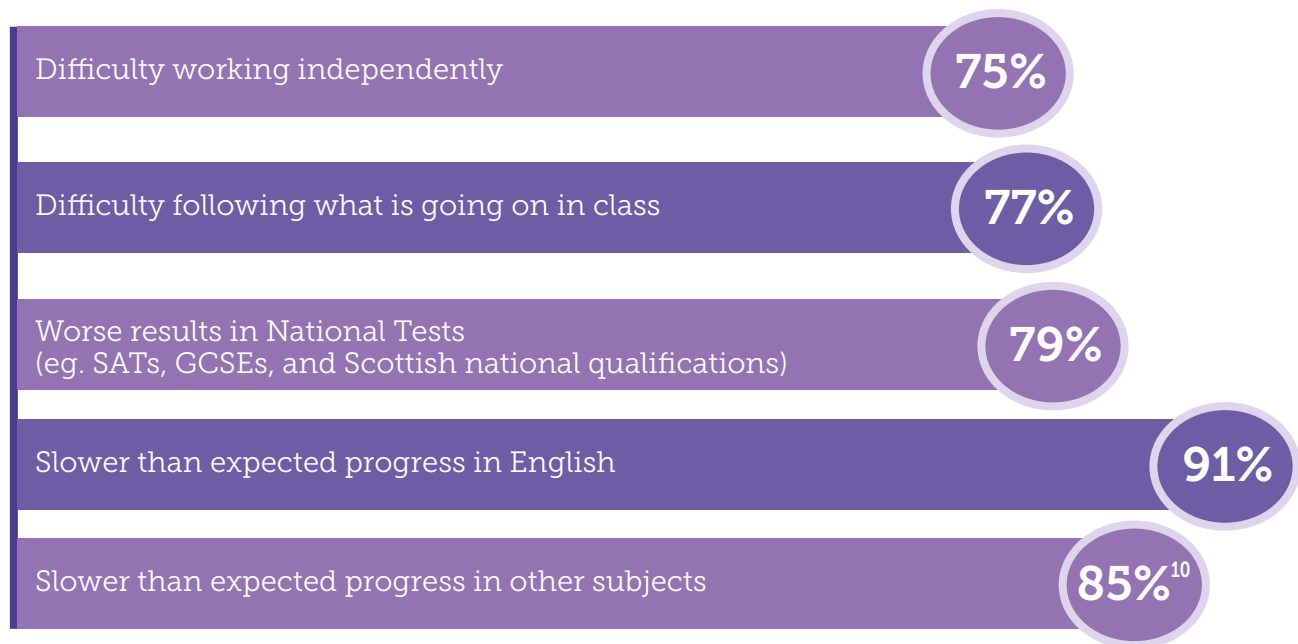 Difficulty working independently
75%
Difficulty following what is going on in class
77%
Worse results in National Tests
(eg. SATs, GCSEs, and Scottish national qualifications)
79%
Slower than expected progress in English
91%
Slower than expected progress in other subjects
85%¹⁰